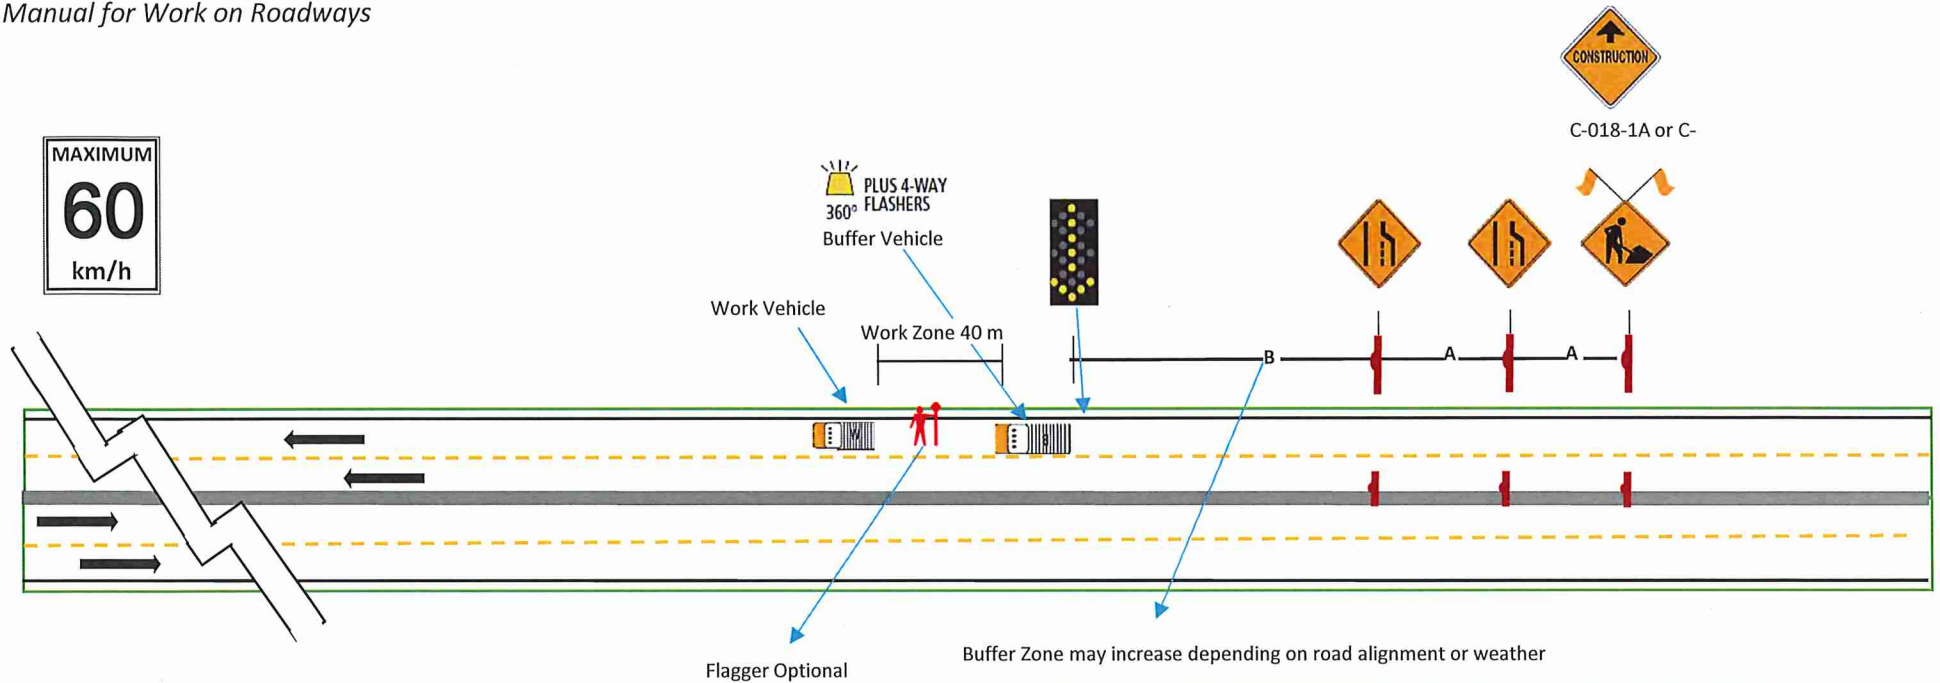 Manual for Work on Roadways
CONSTRUCTION
C-018-1A or C-
MAXIMUM
60
km/h
PLUS 4-WAY
FLASHERS
360°
Buffer Vehicle
Work Vehicle
Work Zone 40 m
B
A
A
W
B
Flagger Optional
Buffer Zone may increase depending on road alignment or weather